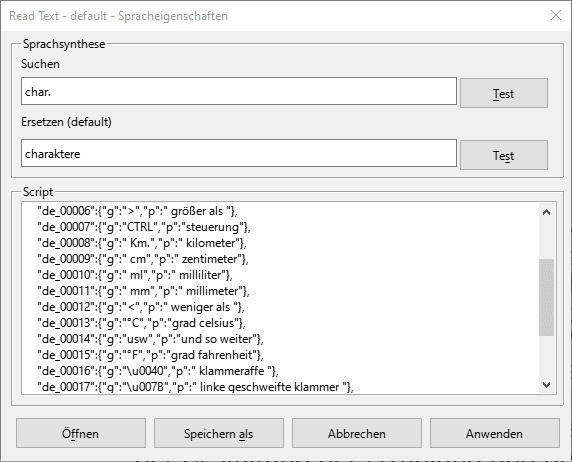 Read Text - default - Spracheigenschaften
Sprachsynthese
Suchen
char.
Test
Ersetzen (default)
charaktere
Test
Script
"de_00006":{"g":">","p":" größer als "},
"de_00007":{"g":"CTRL","p":"steuerung"},
"de_00008":{"g":" Km.","p":" kilometer"},
"de_00009":{"g":" cm","p":" zentimeter"},
"de_00010":{"g":" ml","p":" milliliter"},
"de_00011":{"g":" mm","p":" millimeter"},
"de_00012":{"g":"<","p":" weniger als "},
"de_00013":{"g":"°C","p":"grad celsius"},
"de_00014":{"g":"usw","p":"und so weiter"},
"de_00015":{"g":"°F","p":"grad fahrenheit"},
"de_00016":{"g":"\u0040","p":" klammeraffe "},
"de_00017":{"g":"\u007B","p":" linke geschweifte klammer "},
Öffnen Speichern als Abbrechen Anwenden